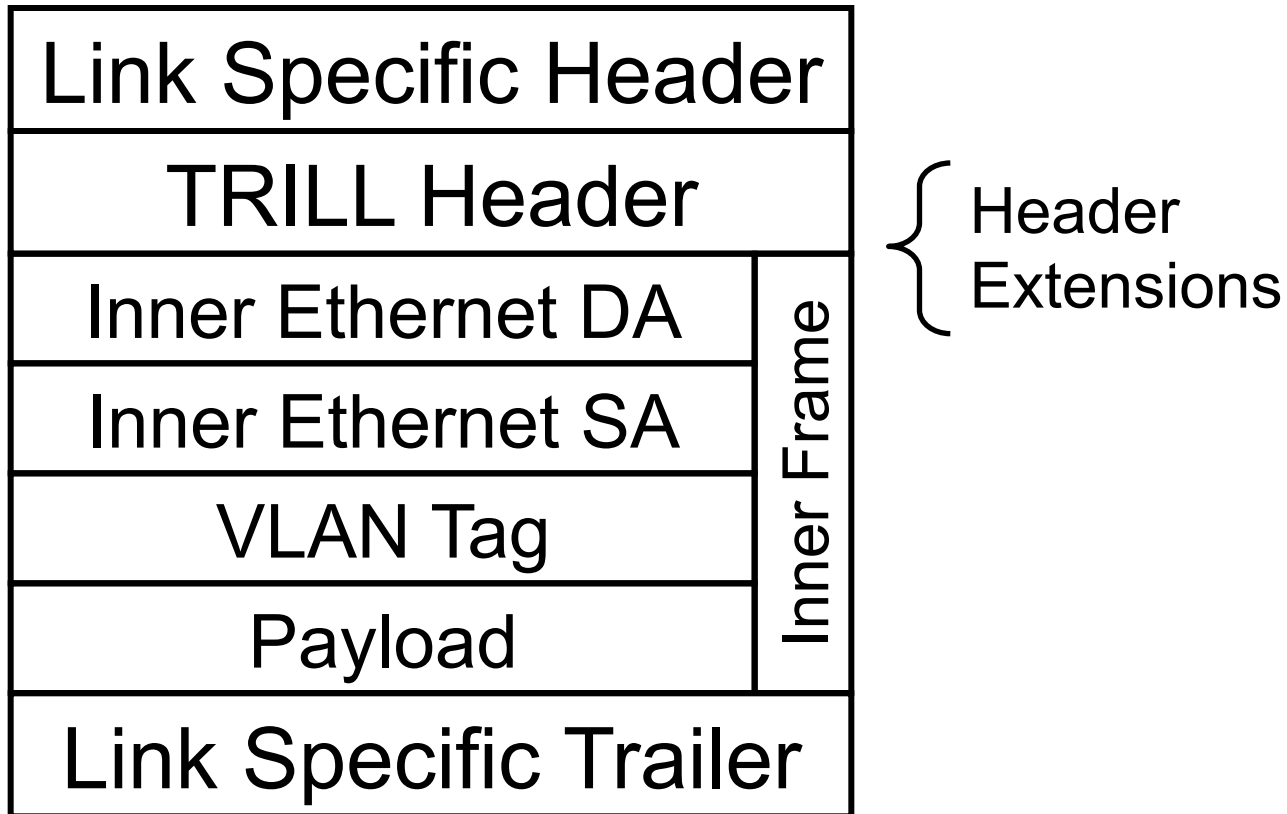 Link Specific Header
TRILL Header
Header
Extensions
Inner Ethernet DA
Inner Ethernet SA
VLAN Tag
Payload
Inner Frame
Link Specific Trailer